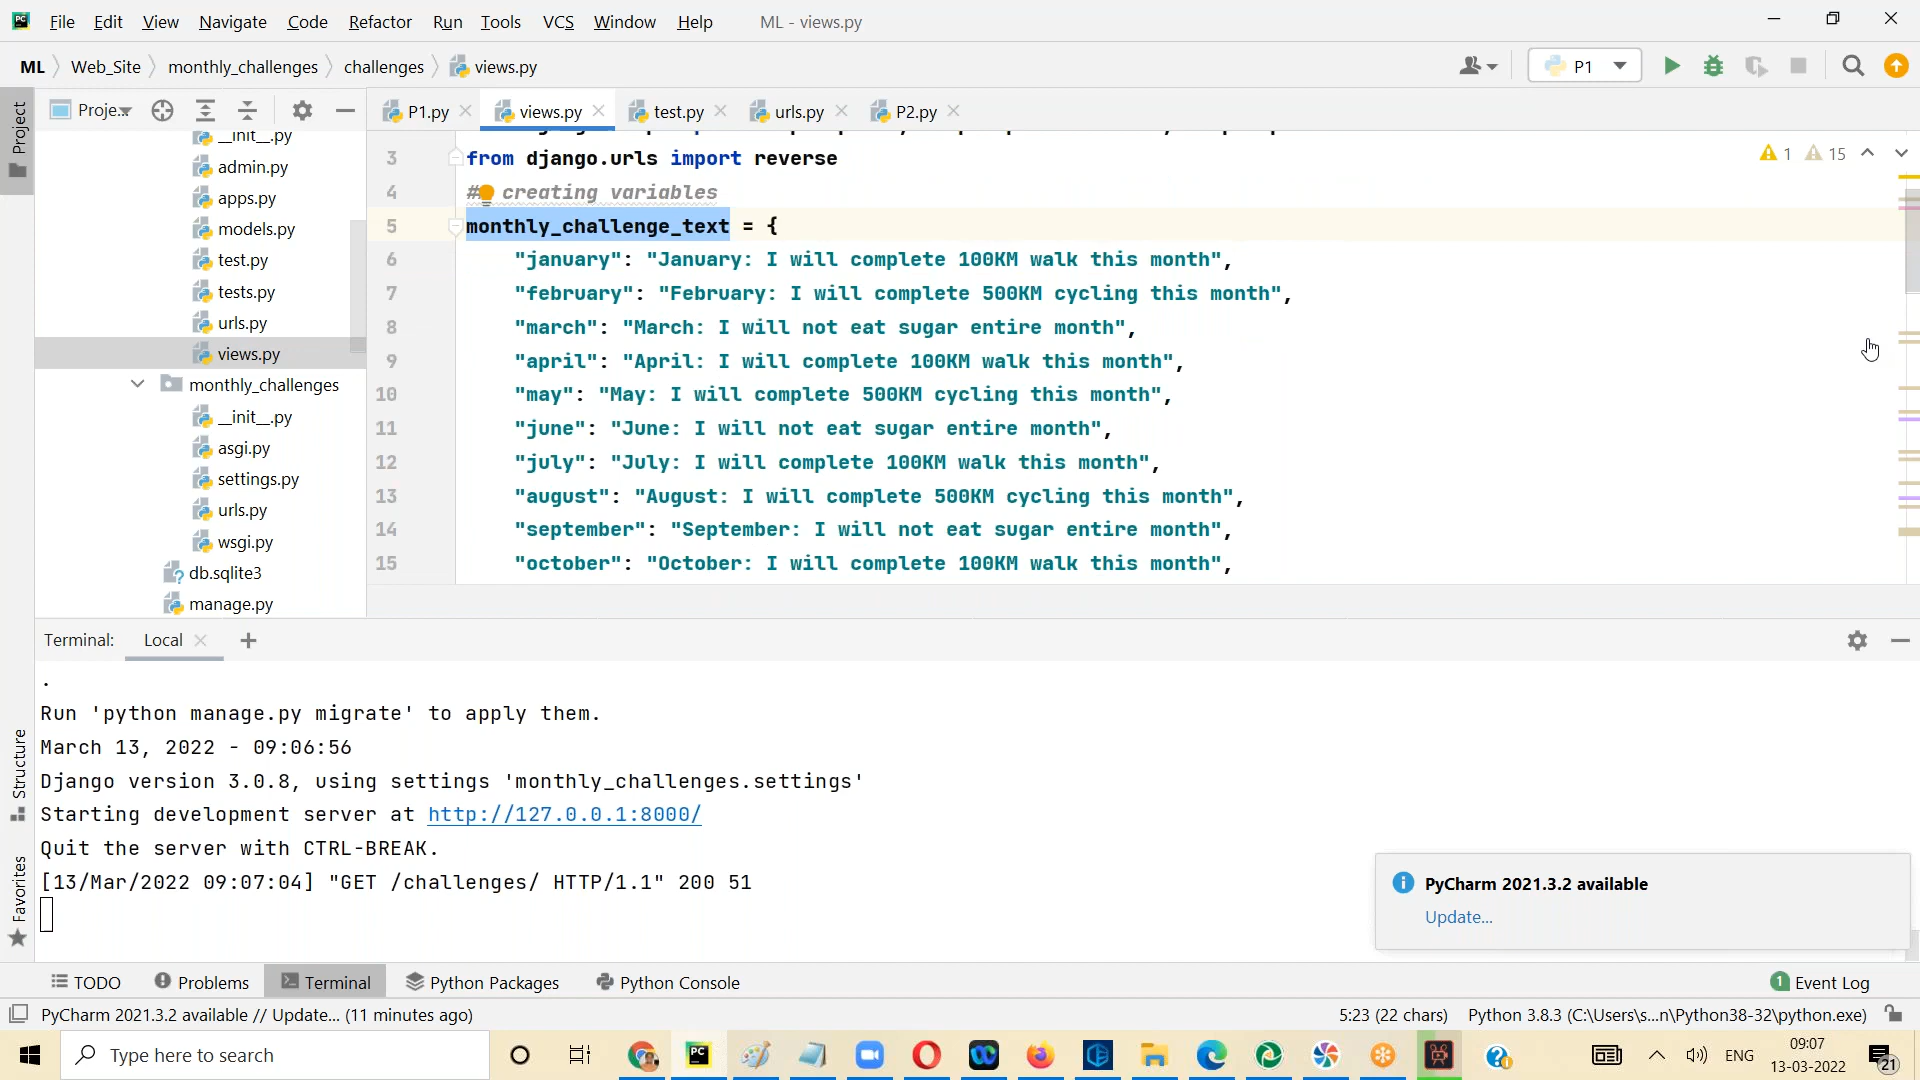 File Edit View Navigate Code Refactor Run Tools VCS Window Help ML - views.py
ML Web_Site monthly_challenges challenges views.py P1
Project
Proje...
P1.py views.py test.py urls.py P2.py
__init__.py
admin.py
apps.py
models.py
test.py
tests.py
urls.py
views.py
monthly_challenges
__init__.py
asgi.py
settings.py
urls.py
wsgi.py
db.sqlite3
manage.py
1 15
3 from django.urls import reverse
4 # creating variables
5 monthly_challenge_text = {
6 "january": "January: I will complete 100KM walk this month",
7 "february": "February: I will complete 500KM cycling this month",
8 "march": "March: I will not eat sugar entire month",
9 "april": "April: I will complete 100KM walk this month",
10 "may": "May: I will complete 500KM cycling this month",
11 "june": "June: I will not eat sugar entire month",
12 "july": "July: I will complete 100KM walk this month",
13 "august": "August: I will complete 500KM cycling this month",
14 "september": "September: I will not eat sugar entire month",
15 "october": "October: I will complete 100KM walk this month",
Terminal: Local
.
Run 'python manage.py migrate' to apply them.
March 13, 2022 - 09:06:56
Django version 3.0.8, using settings 'monthly_challenges.settings'
Starting development server at http://127.0.0.1:8000/
Quit the server with CTRL-BREAK.
[13/Mar/2022 09:07:04] "GET /challenges/ HTTP/1.1" 200 51
Structure
Favorites
PyCharm 2021.3.2 available
Update...
TODO Problems Terminal Python Packages Python Console 1 Event Log
PyCharm 2021.3.2 available // Update... (11 minutes ago) 5:23 (22 chars) Python 3.8.3 (C:\Users\s...n\Python38-32\python.exe)
Type here to search
ENG
09:07
13-03-2022
21